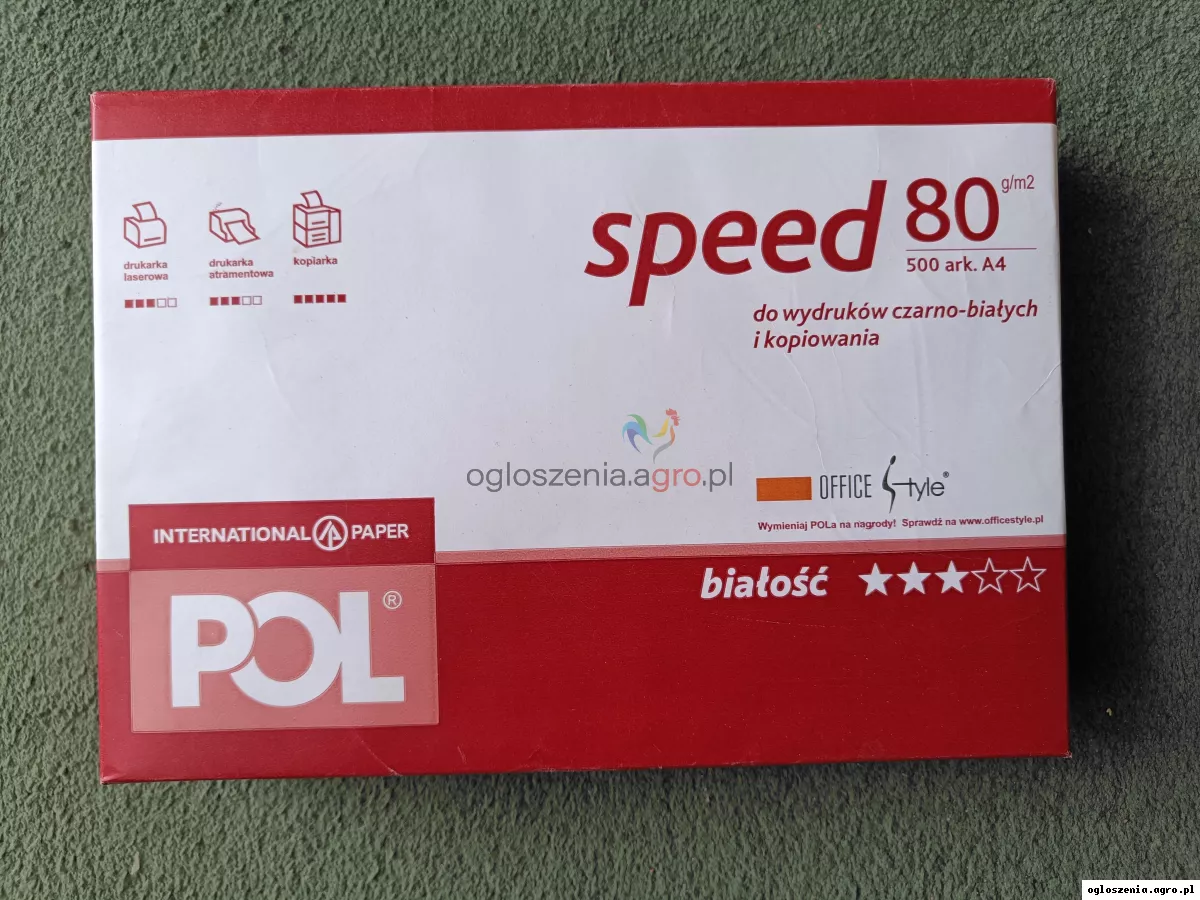 speed 80 g/m2
500 ark. A4
do wydruków czarno-białych
i kopiowania
drukarka
laserowa
drukarka
atramentowa
kopiarka
ogloszenia.agro.pl
OFFICE Style®
Wymieniaj POLa na nagrody! Sprawdź na www.officestyle.pl
INTERNATIONAL PAPER
POL®
białość
ogloszenia.agro.pl